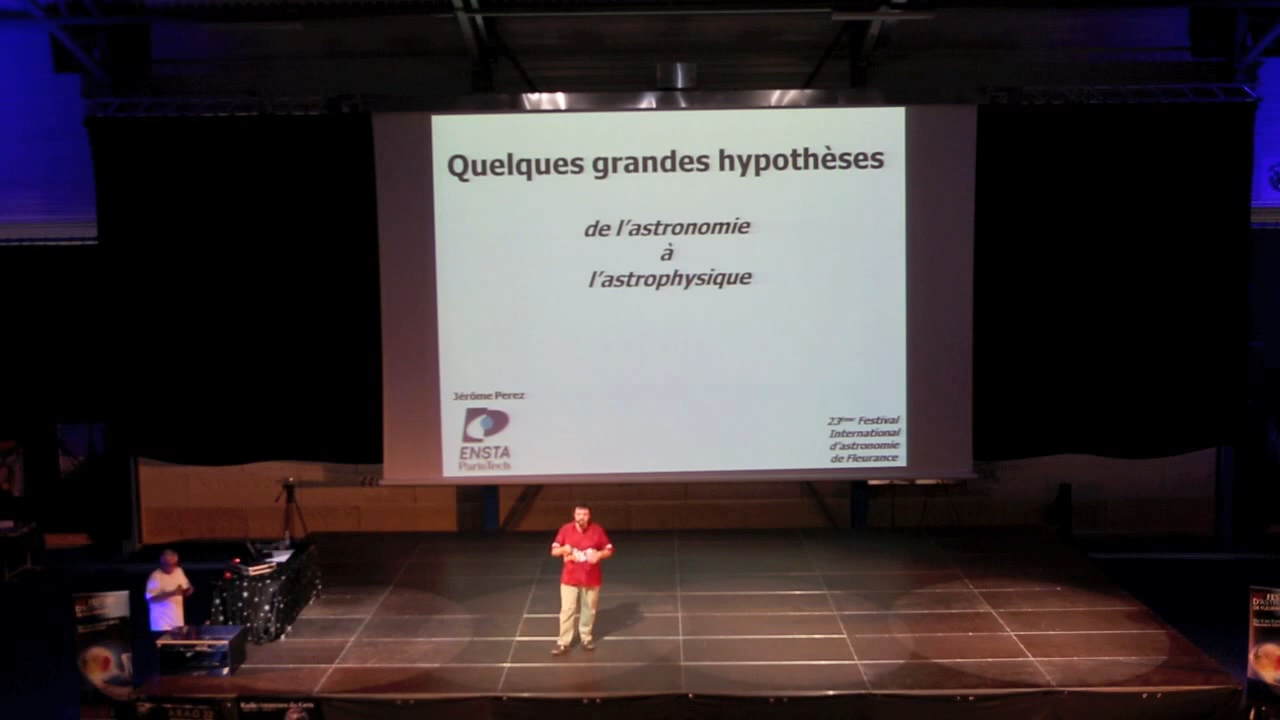 Quelques grandes hypothèses
de l'astronomie
à
l'astrophysique
Jérôme Perez
ENSTA
ParisTech
23ème Festival
International
d'astronomie
de Fleurance